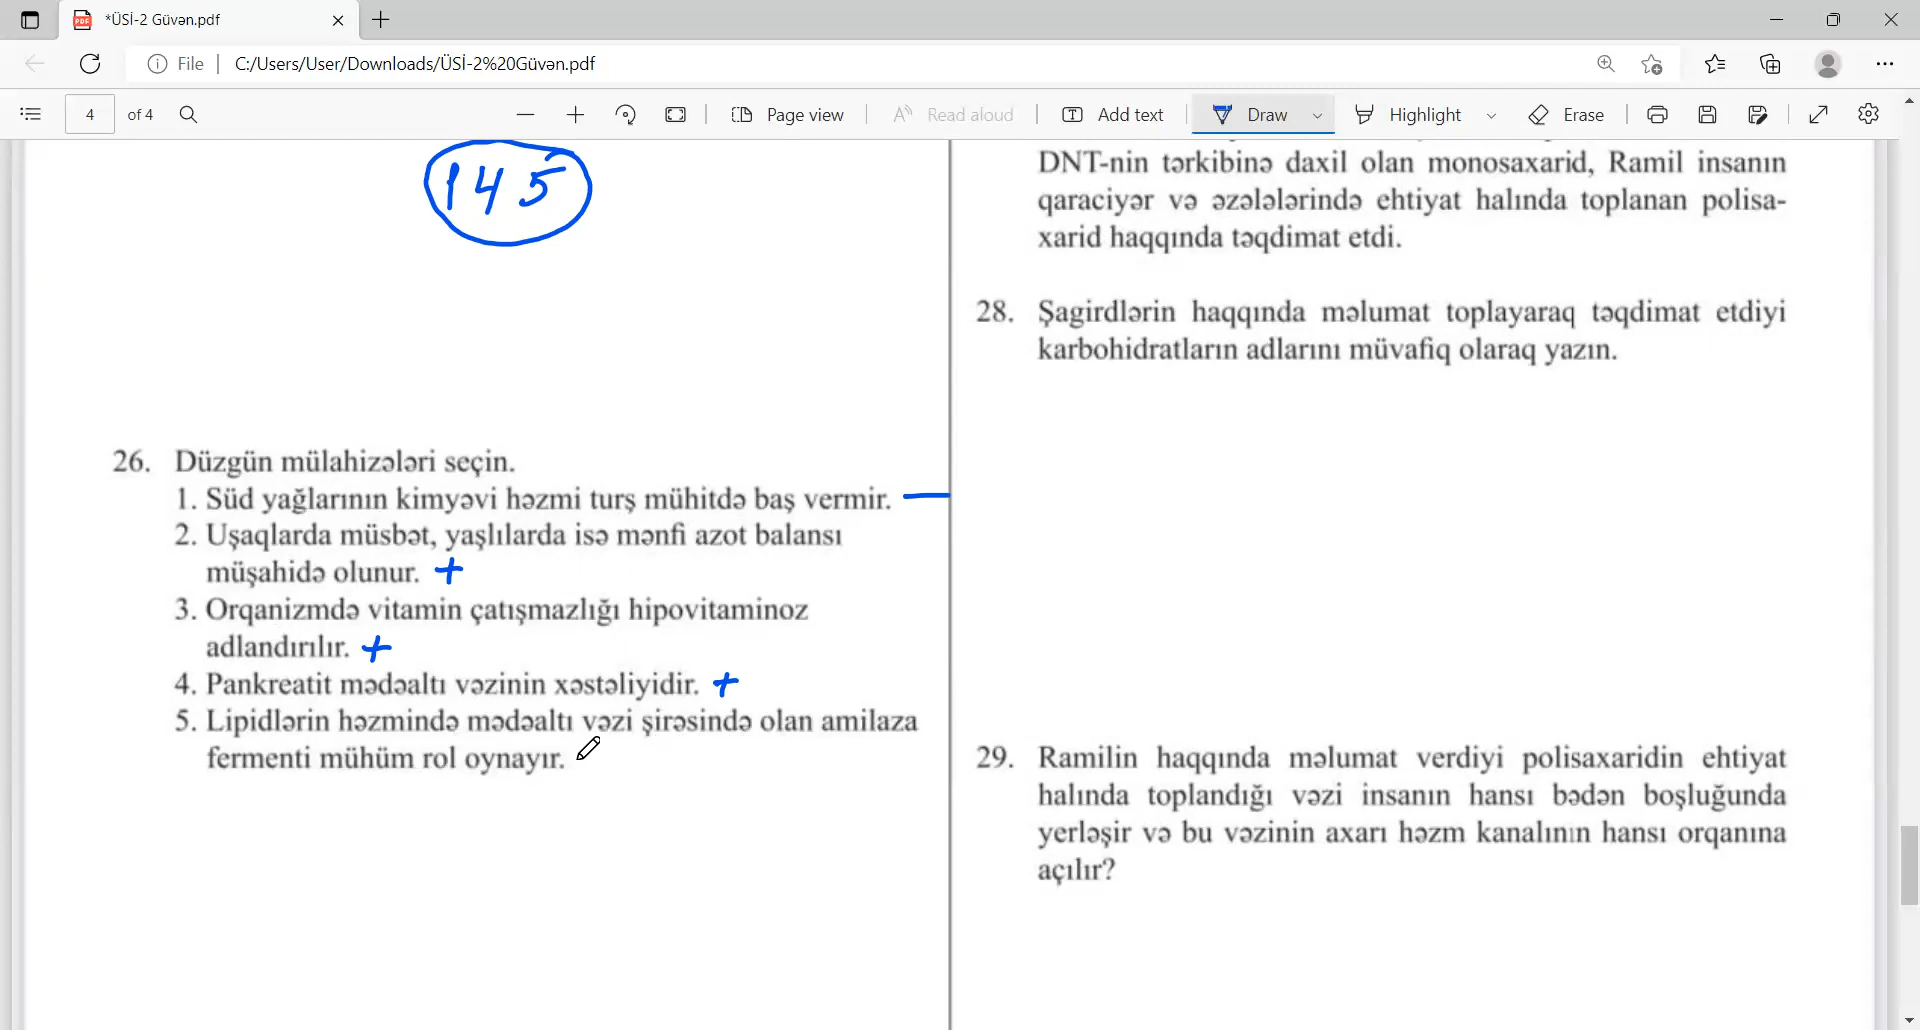 *ÜSİ-2 Güvən.pdf
File
C:/Users/User/Downloads/ÜSİ-2%20Güvən.pdf
4 of 4
Page view
Read aloud
Add text
Draw
Highlight
Erase
145
26. Düzgün mülahizələri seçin.
1. Süd yağlarının kimyəvi həzmi turş mühitdə baş vermir. —
2. Uşaqlarda müsbət, yaşlılarda isə mənfi azot balansı
müşahidə olunur. +
3. Orqanizmdə vitamin çatışmazlığı hipovitaminoz
adlandırılır. +
4. Pankreatit mədəaltı vəzinin xəstəliyidir. +
5. Lipidlərin həzmində mədəaltı vəzi şirəsində olan amilaza
fermenti mühüm rol oynayır.
DNT-nin tərkibinə daxil olan monosaxarid, Ramil insanın
qaraciyər və əzələlərində ehtiyat halında toplanan polisa-
xarid haqqında təqdimat etdi.
28. Şagirdlərin haqqında məlumat toplayaraq təqdimat etdiyi
karbohidratların adlarını müvafiq olaraq yazın.
29. Ramilin haqqında məlumat verdiyi polisaxaridin ehtiyat
halında toplandığı vəzi insanın hansı bədən boşluğunda
yerləşir və bu vəzinin axarı həzm kanalının hansı orqanına
açılır?